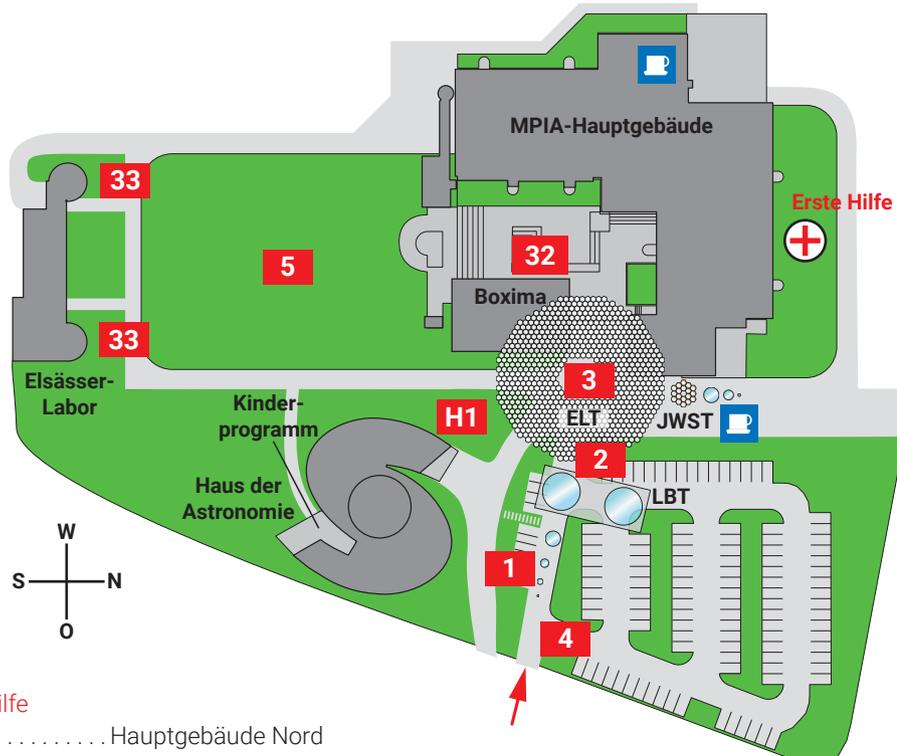 MPIA-Hauptgebäude
33
Erste Hilfe
5
32
Boxima
33
3
Elsässer-
Labor
Kinder-
programm
H1
ELT
JWST
2
Haus der
Astronomie
LBT
W
S
N
O
1
4
ilfe
. . . . . . . . . Hauptgebäude Nord